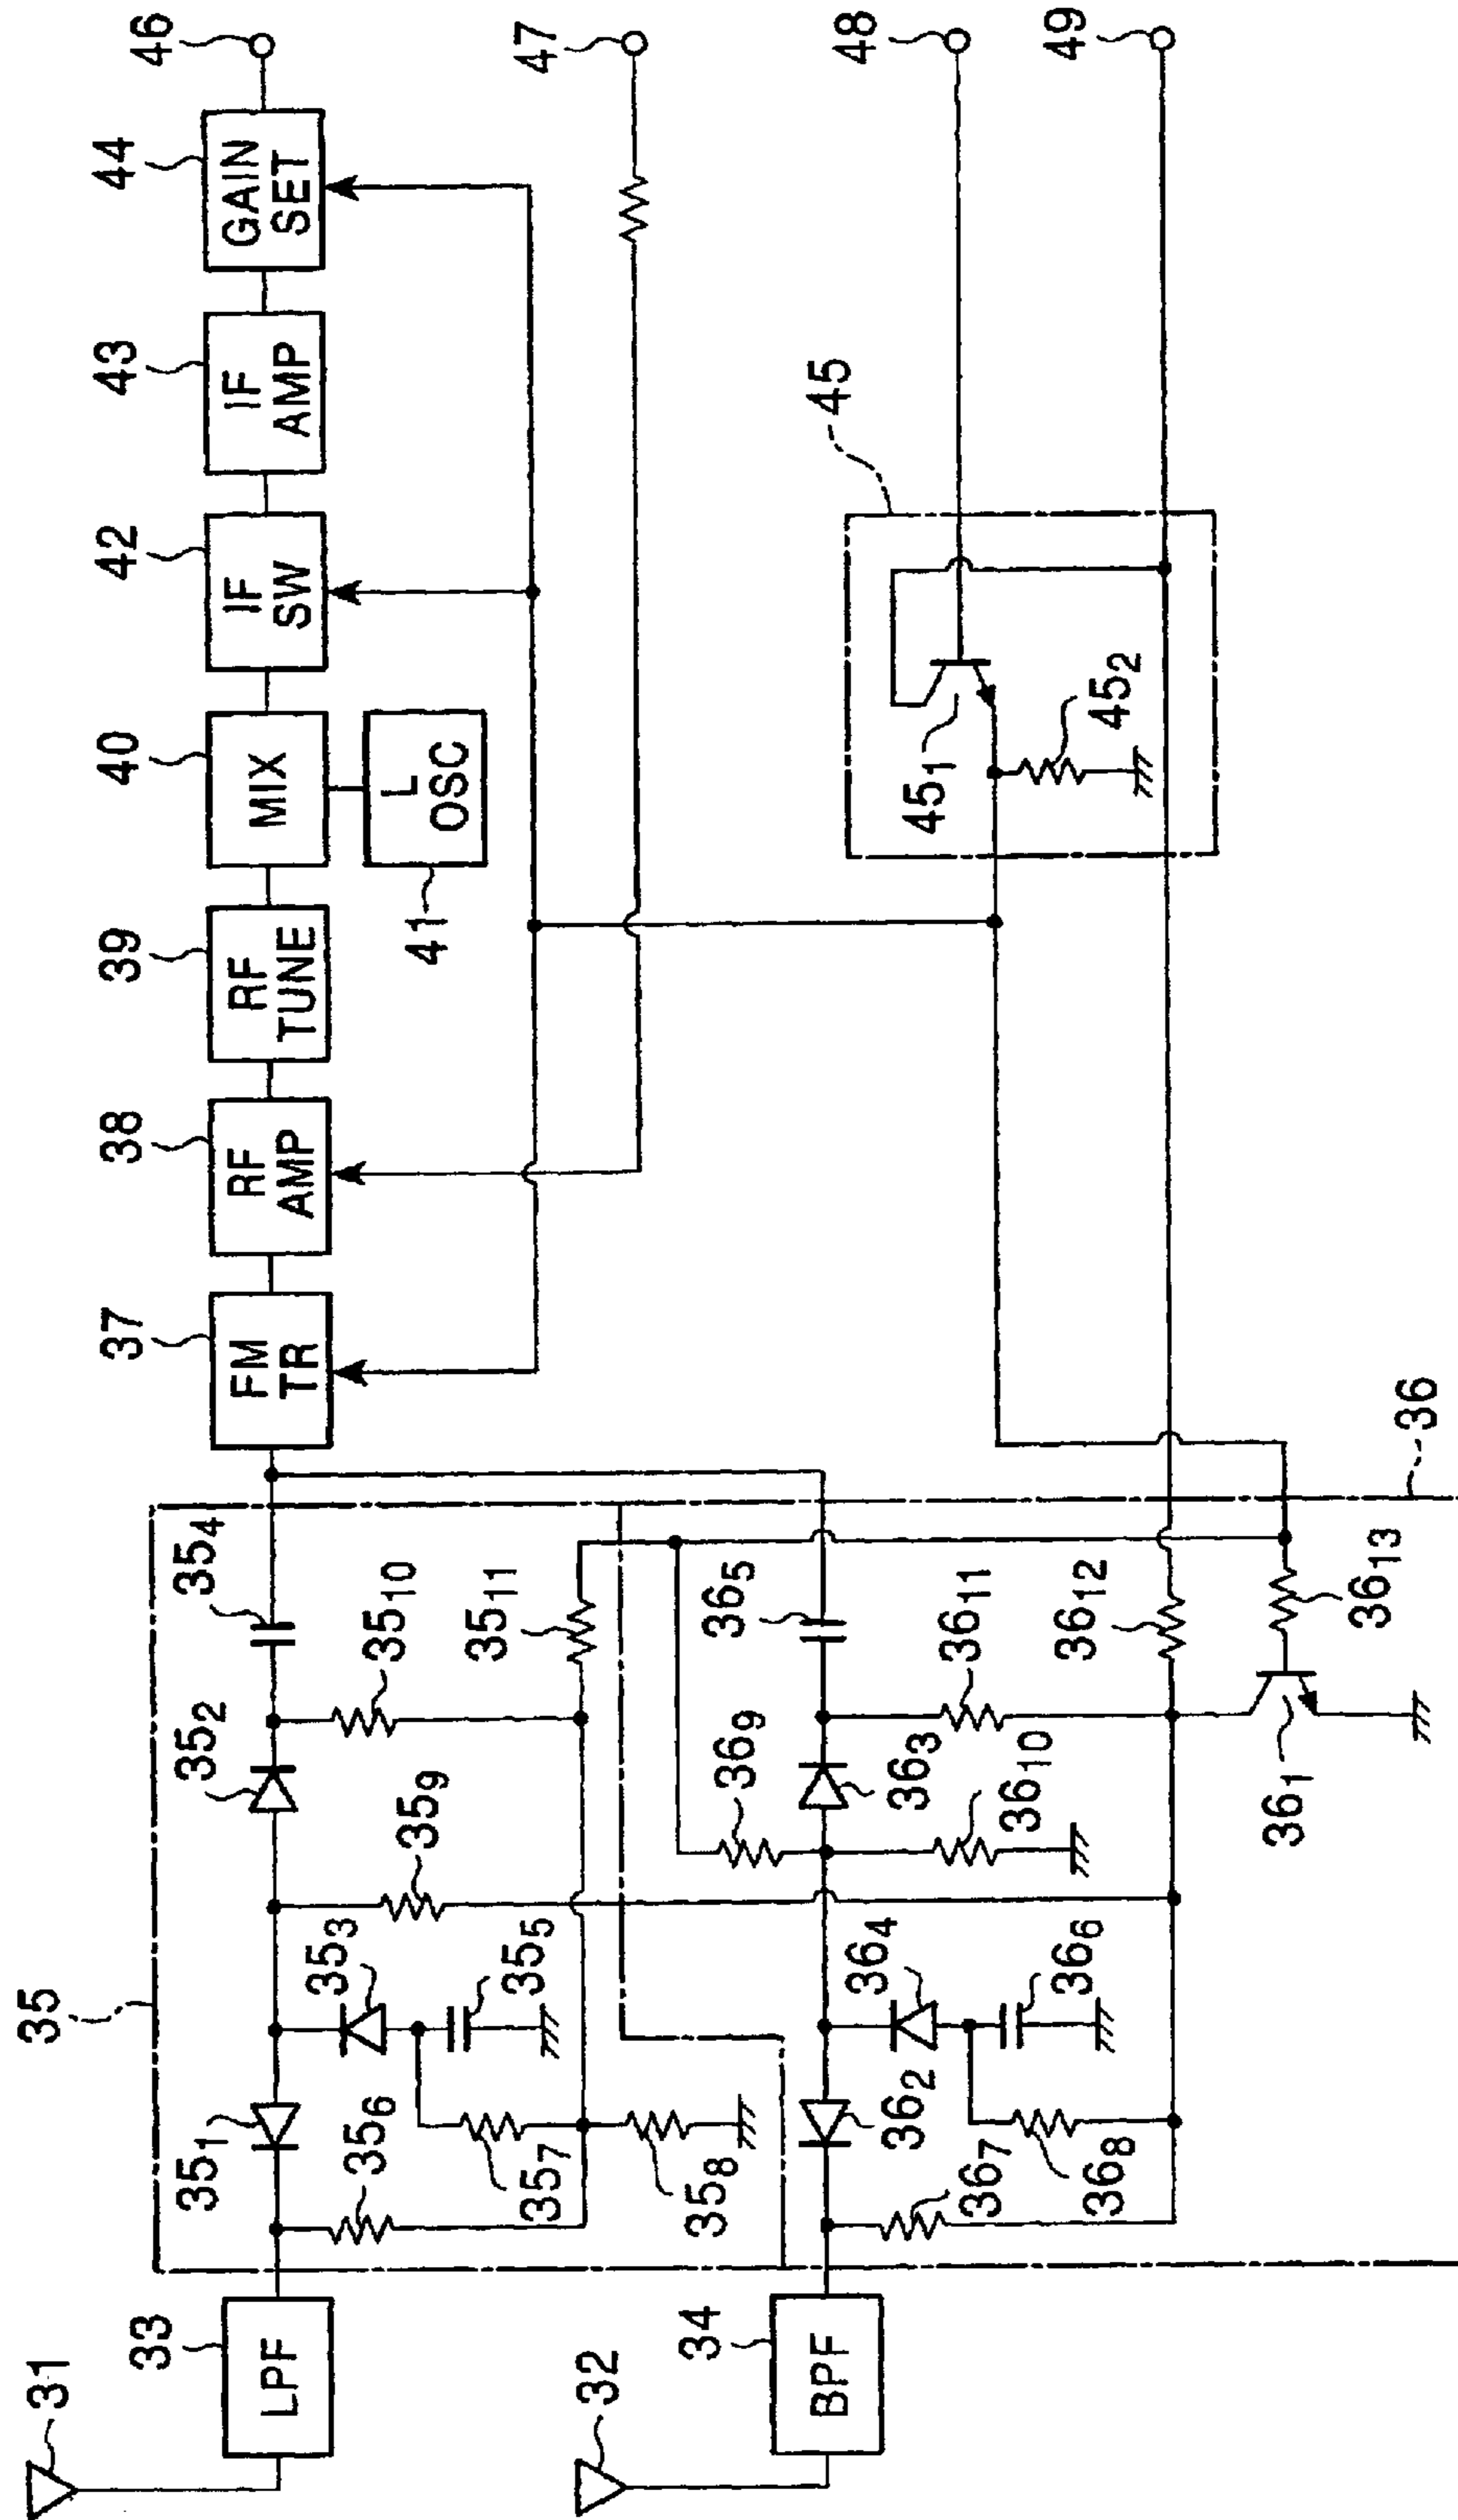 31
32
33
LPF
34
BPF
35
35₁
35₆
35₃
35₅
35₇
35₈
35₉
35₂
35₁₀
35₁₁
35₄
36
36₂
36₇
36₈
36₄
36₆
36₉
36₃
36₁₀
36₅
36₁₁
36₁₂
36₁
36₁₃
37
FM
TR
38
RF
AMP
39
RF
TUNE
40
MIX
L
OSC
41
42
IF
SW
43
IF
AMP
44
GAIN
SET
45
45₁
45₂
46
47
48
49